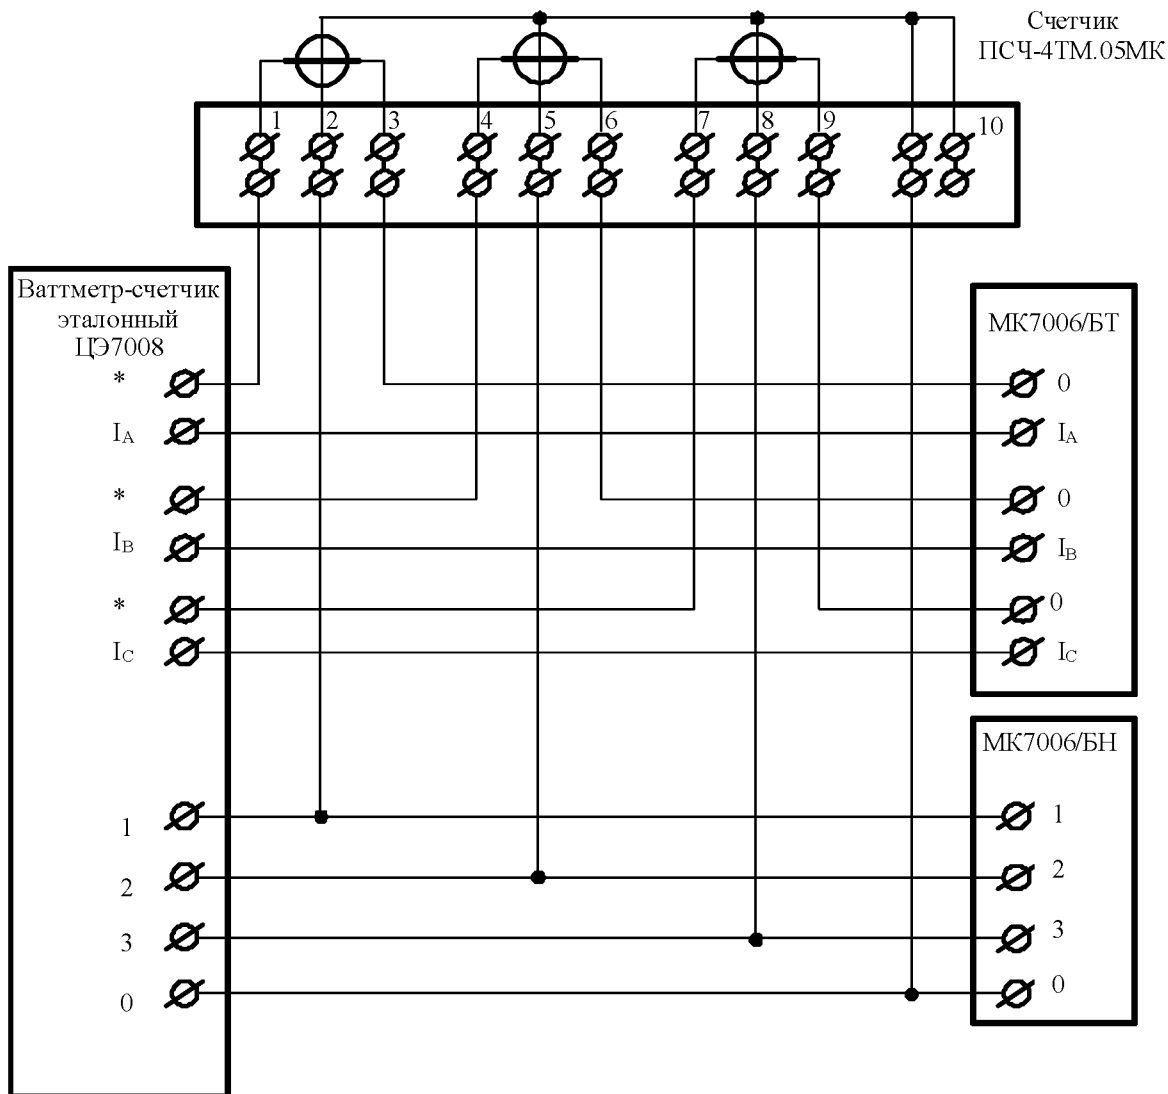 Счетчик
ПСЧ-4ТМ.05МК
1 2 3 4 5 6 7 8 9 10
Ваттметр-счетчик
эталонный
ЦЭ7008
*
IA
*
IB
*
IC
1
2
3
0
МК7006/БТ
0
IA
0
IB
0
IC
МК7006/БН
1
2
3
0